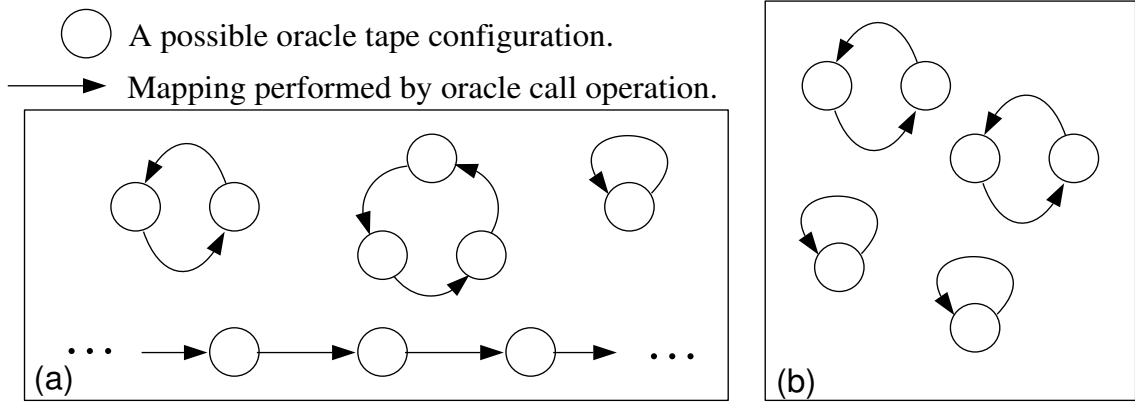 A possible oracle tape configuration.
Mapping performed by oracle call operation.
(a)
(b)